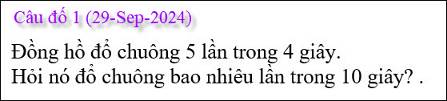 Câu đố 1 (29-Sep-2024)
Đồng hồ đổ chuông 5 lần trong 4 giây.
Hỏi nó đổ chuông bao nhiêu lần trong 10 giây? .